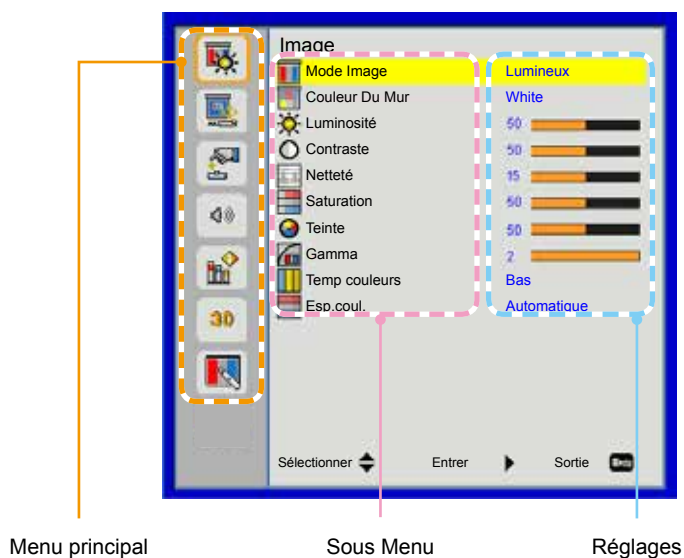 Image
Mode Image Lumineux
Couleur Du Mur White
Luminosité 50
Contraste 50
Netteté 15
Saturation 50
Teinte 50
Gamma 2
Temp couleurs Bas
Esp.coul. Automatique
30
Sélectionner Entrer Sortie
Menu principal Sous Menu Réglages